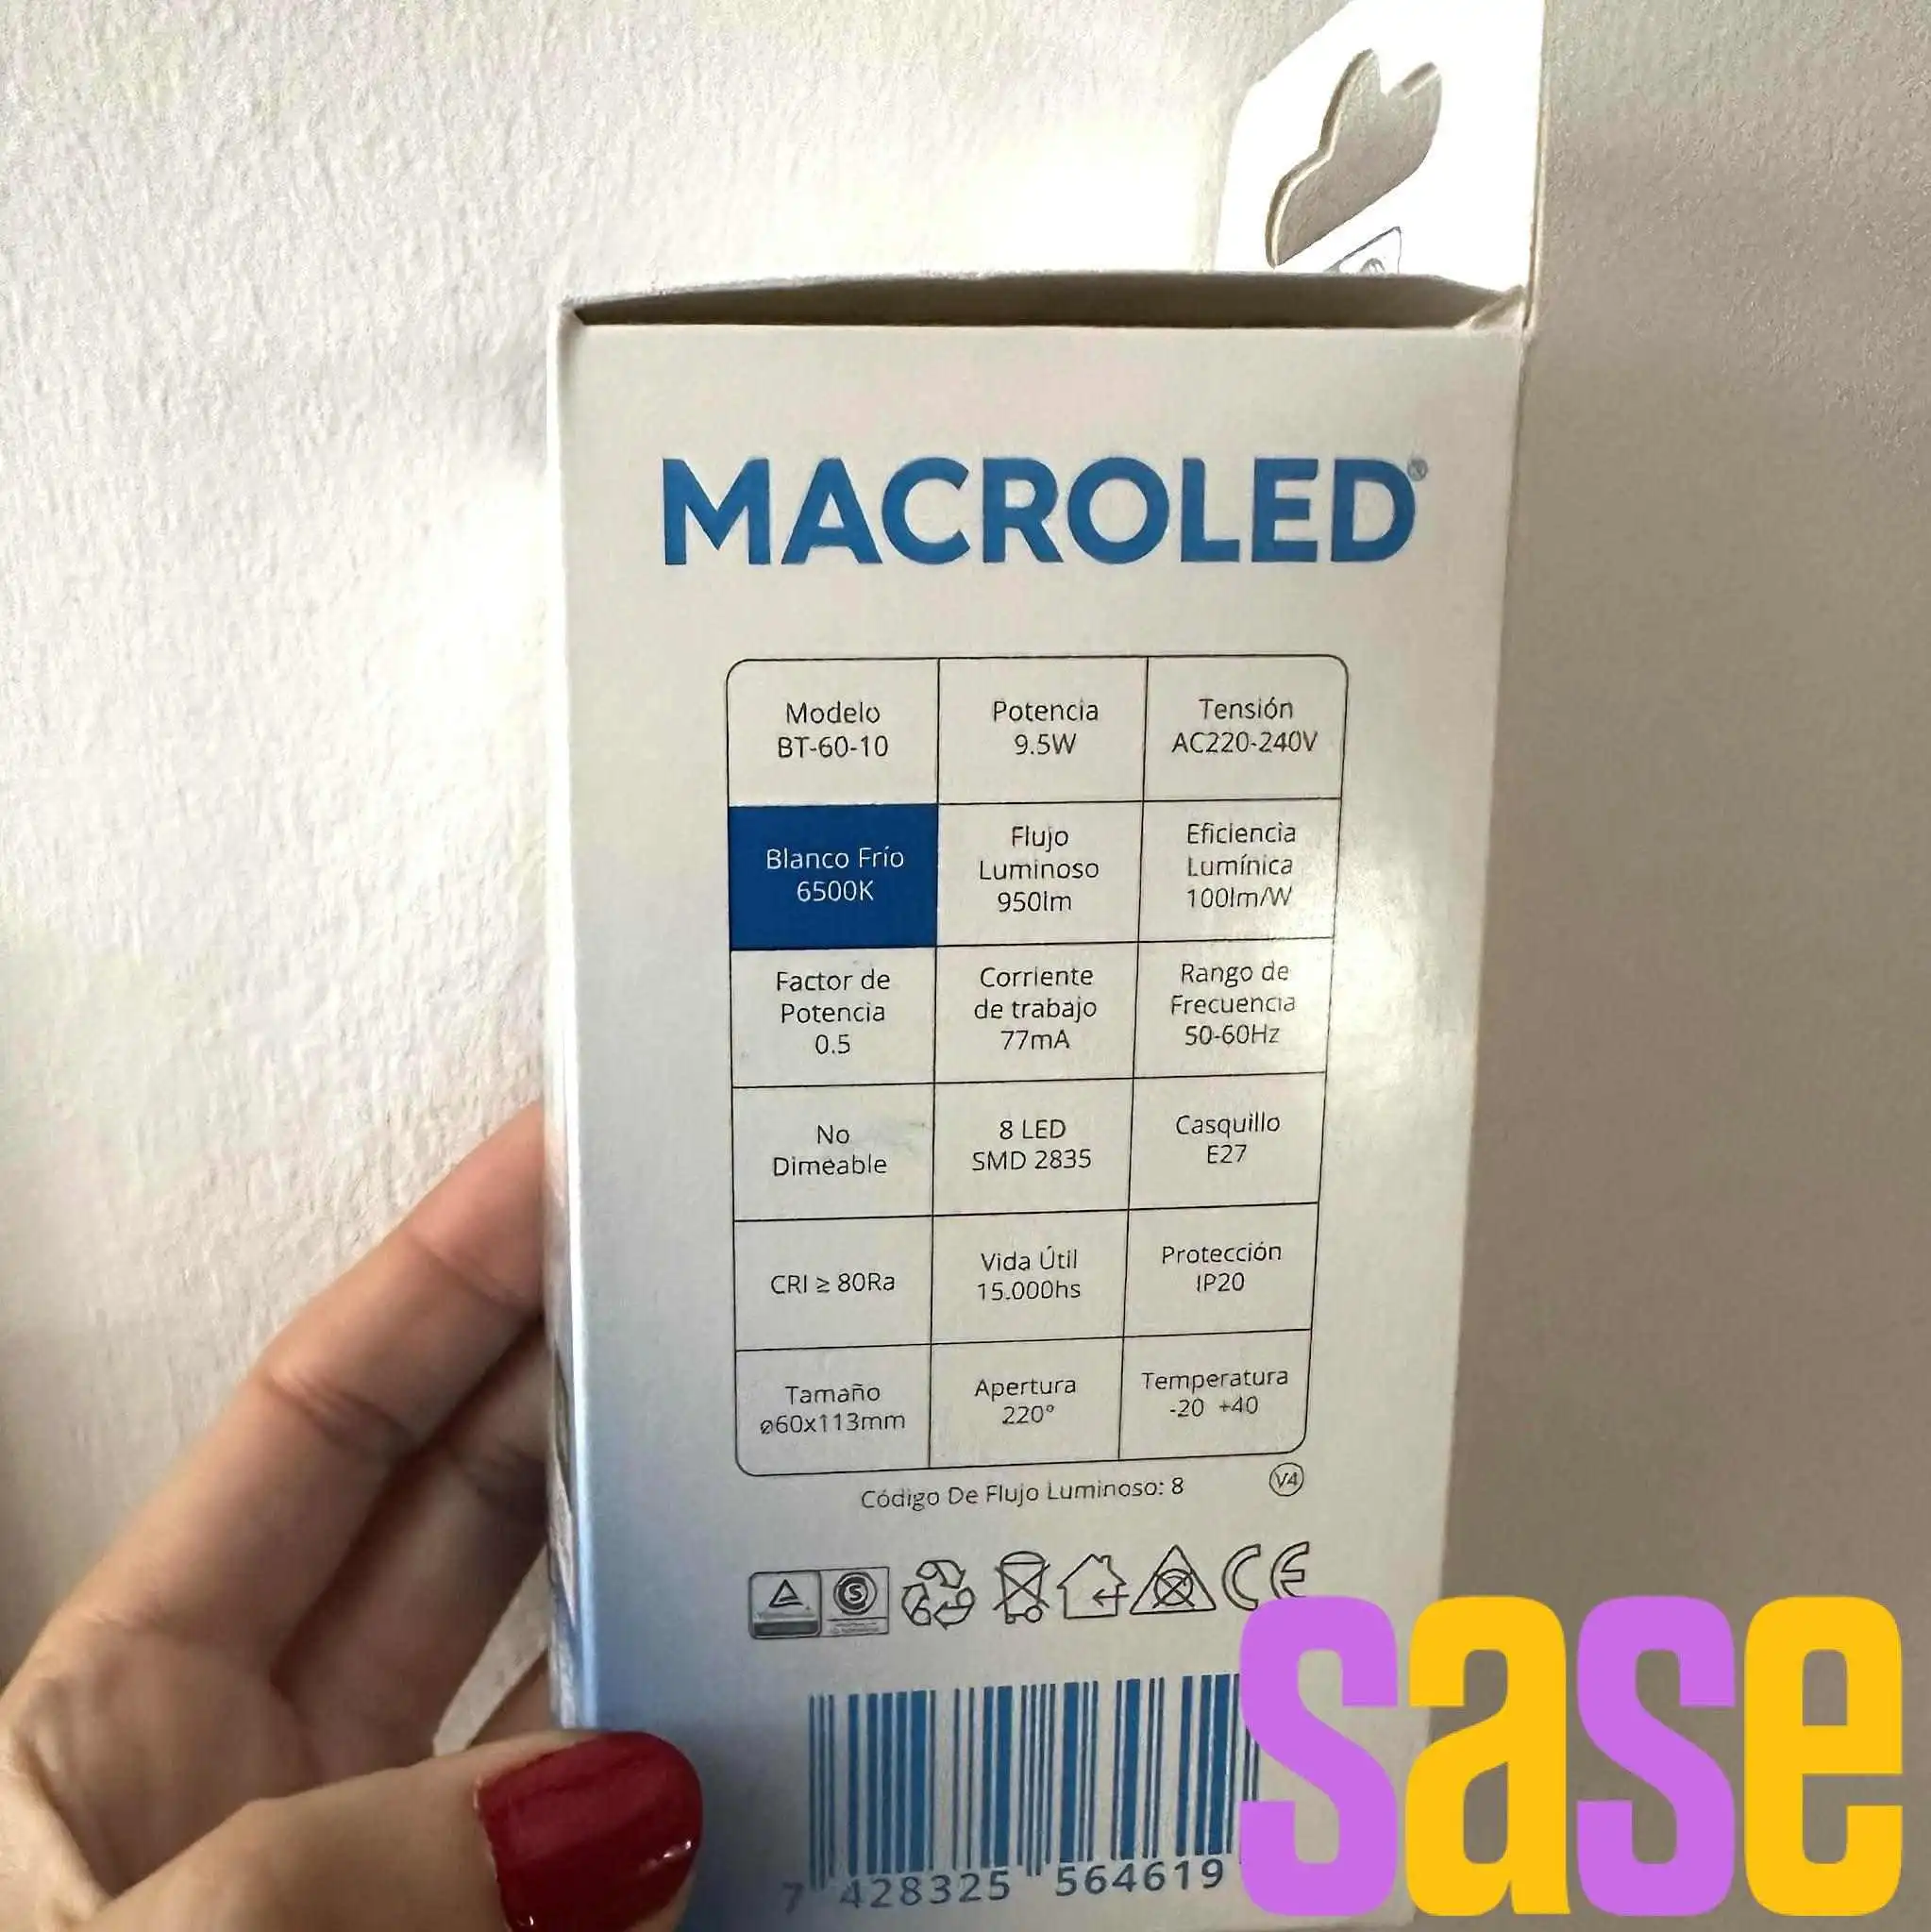 MACROLED®
Modelo
BT-60-10
Potencia
9.5W
Tensión
AC220-240V
Blanco Frío
6500K
Flujo
Luminoso
950lm
Eficiencia
Lumínica
100lm/W
Factor de
Potencia
0.5
Corriente
de trabajo
77mA
Rango de
Frecuencia
50-60Hz
No
Dimeable
8 LED
SMD 2835
Casquillo
E27
CRI ≥ 80Ra
Vida Útil
15.000hs
Protección
IP20
Tamaño
ø60x113mm
Apertura
220°
Temperatura
-20 +40
Código De Flujo Luminoso: 8
V4
S
CE
7 428325 564619
sase